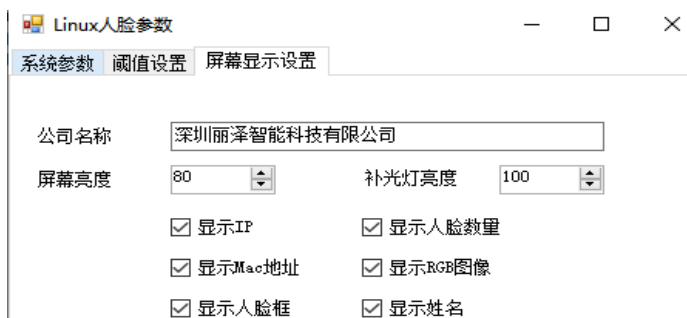 Linux人脸参数
系统参数 阈值设置 屏幕显示设置
公司名称 深圳丽泽智能科技有限公司
屏幕亮度 80 补光灯亮度 100
显示IP 显示人脸数量
显示Mac地址 显示RGB图像
显示人脸框 显示姓名